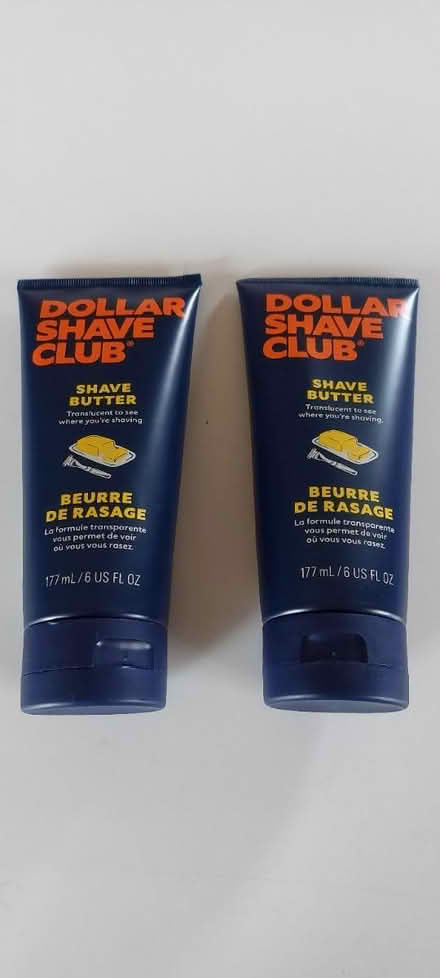 DOLLAR
SHAVE
CLUB®
SHAVE
BUTTER
Translucent to see
where you're shaving.
BEURRE
DE RASAGE
La formule transparente
vous permet de voir
où vous vous rasez.
177 mL / 6 US FL OZ
DOLLAR
SHAVE
CLUB®
SHAVE
BUTTER
Translucent to see
where you're shaving.
BEURRE
DE RASAGE
La formule transparente
vous permet de voir
où vous vous rasez.
177 mL / 6 US FL OZ